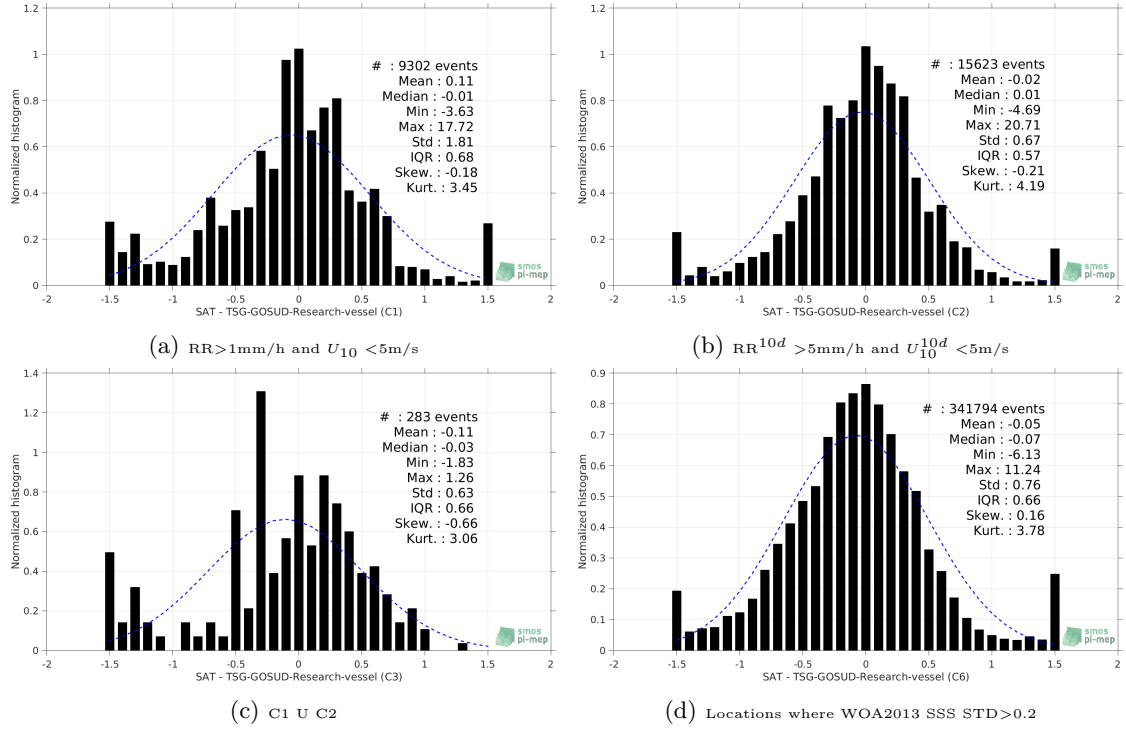 1.2
1
0.8
0.6
0.4
0.2
0
Normalized histogram
# : 9302 events
Mean : 0.11
Median : -0.01
Min : -3.63
Max : 17.72
Std : 1.81
IQR : 0.68
Skew. : -0.18
Kurt. : 3.45
smos
pi-mep
-2 -1.5 -1 -0.5 0 0.5 1 1.5 2
SAT - TSG-GOSUD-Research-vessel (C1)
(a) RR>1mm/h and U10 <5m/s
1.2
1
0.8
0.6
0.4
0.2
0
Normalized histogram
# : 15623 events
Mean : -0.02
Median : 0.01
Min : -4.69
Max : 20.71
Std : 0.67
IQR : 0.57
Skew. : -0.21
Kurt. : 4.19
smos
pi-mep
-2 -1.5 -1 -0.5 0 0.5 1 1.5 2
SAT - TSG-GOSUD-Research-vessel (C2)
(b) RR^10d >5mm/h and U10^10d <5m/s
1.4
1.2
1
0.8
0.6
0.4
0.2
0
Normalized histogram
# : 283 events
Mean : -0.11
Median : -0.03
Min : -1.83
Max : 1.26
Std : 0.63
IQR : 0.66
Skew. : -0.66
Kurt. : 3.06
smos
pi-mep
-2 -1.5 -1 -0.5 0 0.5 1 1.5 2
SAT - TSG-GOSUD-Research-vessel (C3)
(c) C1 U C2
0.9
0.8
0.7
0.6
0.5
0.4
0.3
0.2
0.1
0
Normalized histogram
# : 341794 events
Mean : -0.05
Median : -0.07
Min : -6.13
Max : 11.24
Std : 0.76
IQR : 0.66
Skew. : 0.16
Kurt. : 3.78
smos
pi-mep
-2 -1.5 -1 -0.5 0 0.5 1 1.5 2
SAT - TSG-GOSUD-Research-vessel (C6)
(d) Locations where WOA2013 SSS STD>0.2